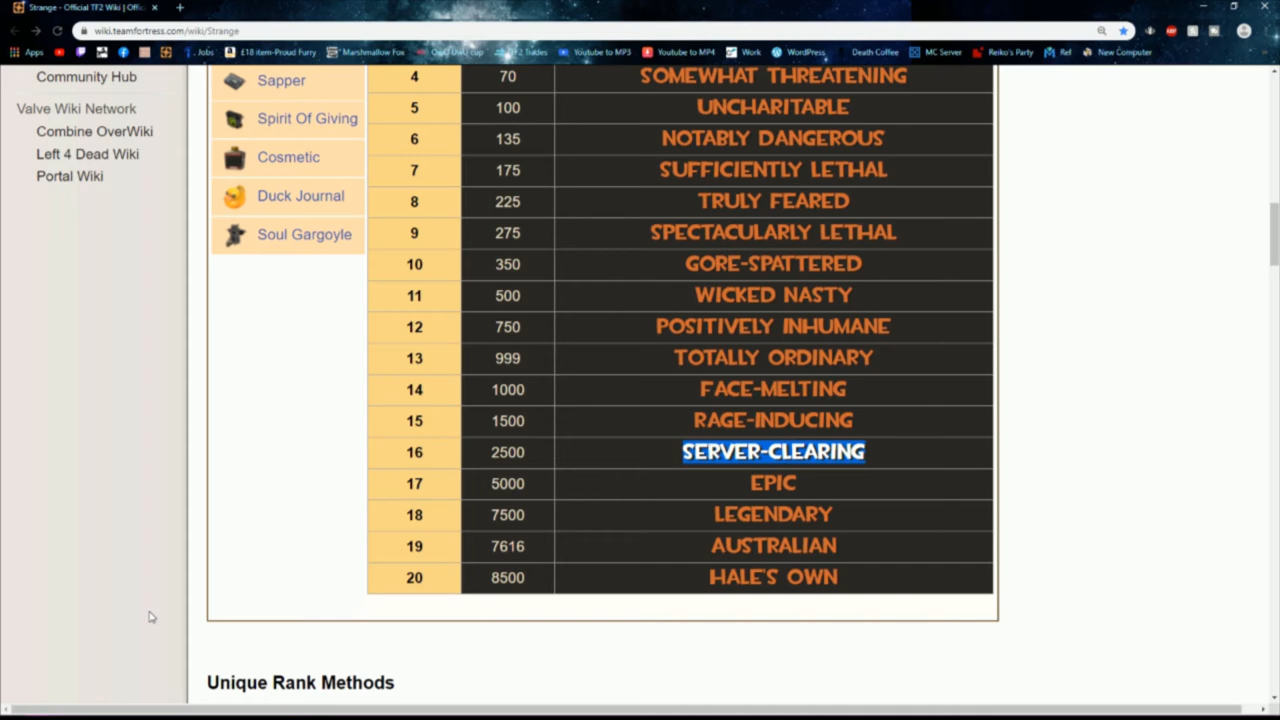 Strange - Official TF2 Wiki | Offic
wiki.teamfortress.com/wiki/Strange
Apps
Jobs
£18 item-Proud Furry
Marshmallow Fox
OwO UwU cup
TF2 Trades
Youtube to MP3
Youtube to MP4
Work
WordPress
Death Coffee
MC Server
Reiko's Party
Ref
New Computer
Community Hub
Valve Wiki Network
Combine OverWiki
Left 4 Dead Wiki
Portal Wiki
Sapper
Spirit Of Giving
Cosmetic
Duck Journal
Soul Gargoyle
4 70 SOMEWHAT THREATENING
5 100 UNCHARITABLE
6 135 NOTABLY DANGEROUS
7 175 SUFFICIENTLY LETHAL
8 225 TRULY FEARED
9 275 SPECTACULARLY LETHAL
10 350 GORE-SPATTERED
11 500 WICKED NASTY
12 750 POSITIVELY INHUMANE
13 999 TOTALLY ORDINARY
14 1000 FACE-MELTING
15 1500 RAGE-INDUCING
16 2500 SERVER-CLEARING
17 5000 EPIC
18 7500 LEGENDARY
19 7616 AUSTRALIAN
20 8500 HALE'S OWN
Unique Rank Methods